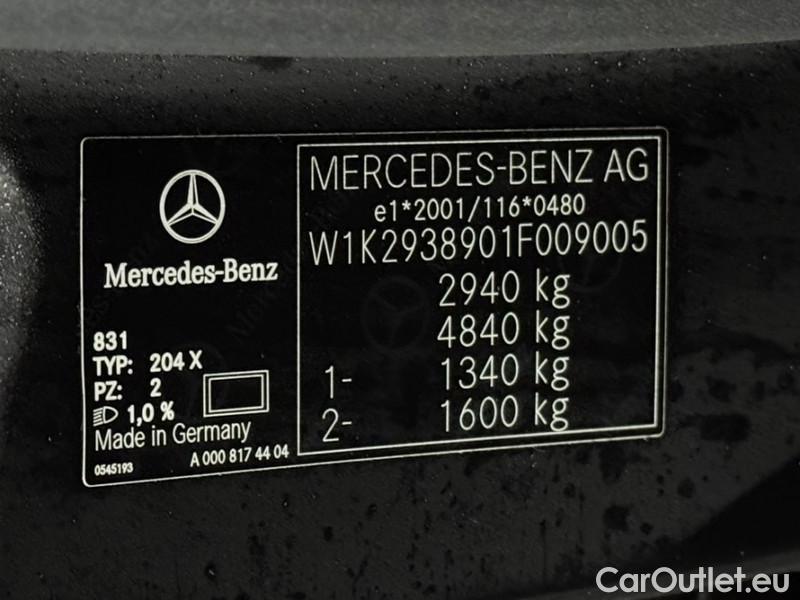 MERCEDES-BENZ AG
e1*2001/116*0480
W1K2938901F009005
2940 kg
4840 kg
1- 1340 kg
2- 1600 kg
Mercedes-Benz
831
TYP: 204 X
PZ: 2
1,0 %
Made in Germany
0545193 A 000 817 44 04
CarOutlet.eu